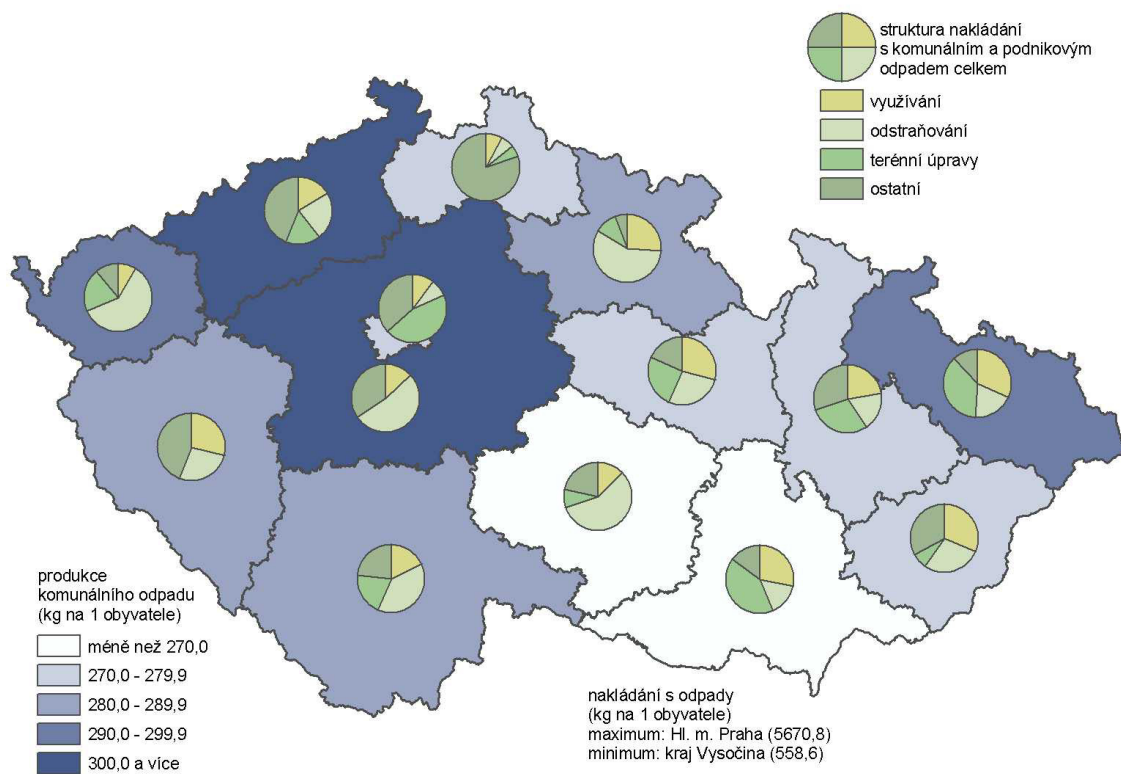 struktura nakládání
s komunálním a podnikovým
odpadem celkem
využívání
odstraňování
terénní úpravy
ostatní
produkce
komunálního odpadu
(kg na 1 obyvatele)
méně než 270,0
270,0 - 279,9
280,0 - 289,9
290,0 - 299,9
300,0 a více
nakládání s odpady
(kg na 1 obyvatele)
maximum: Hl. m. Praha (5670,8)
minimum: kraj Vysočina (558,6)